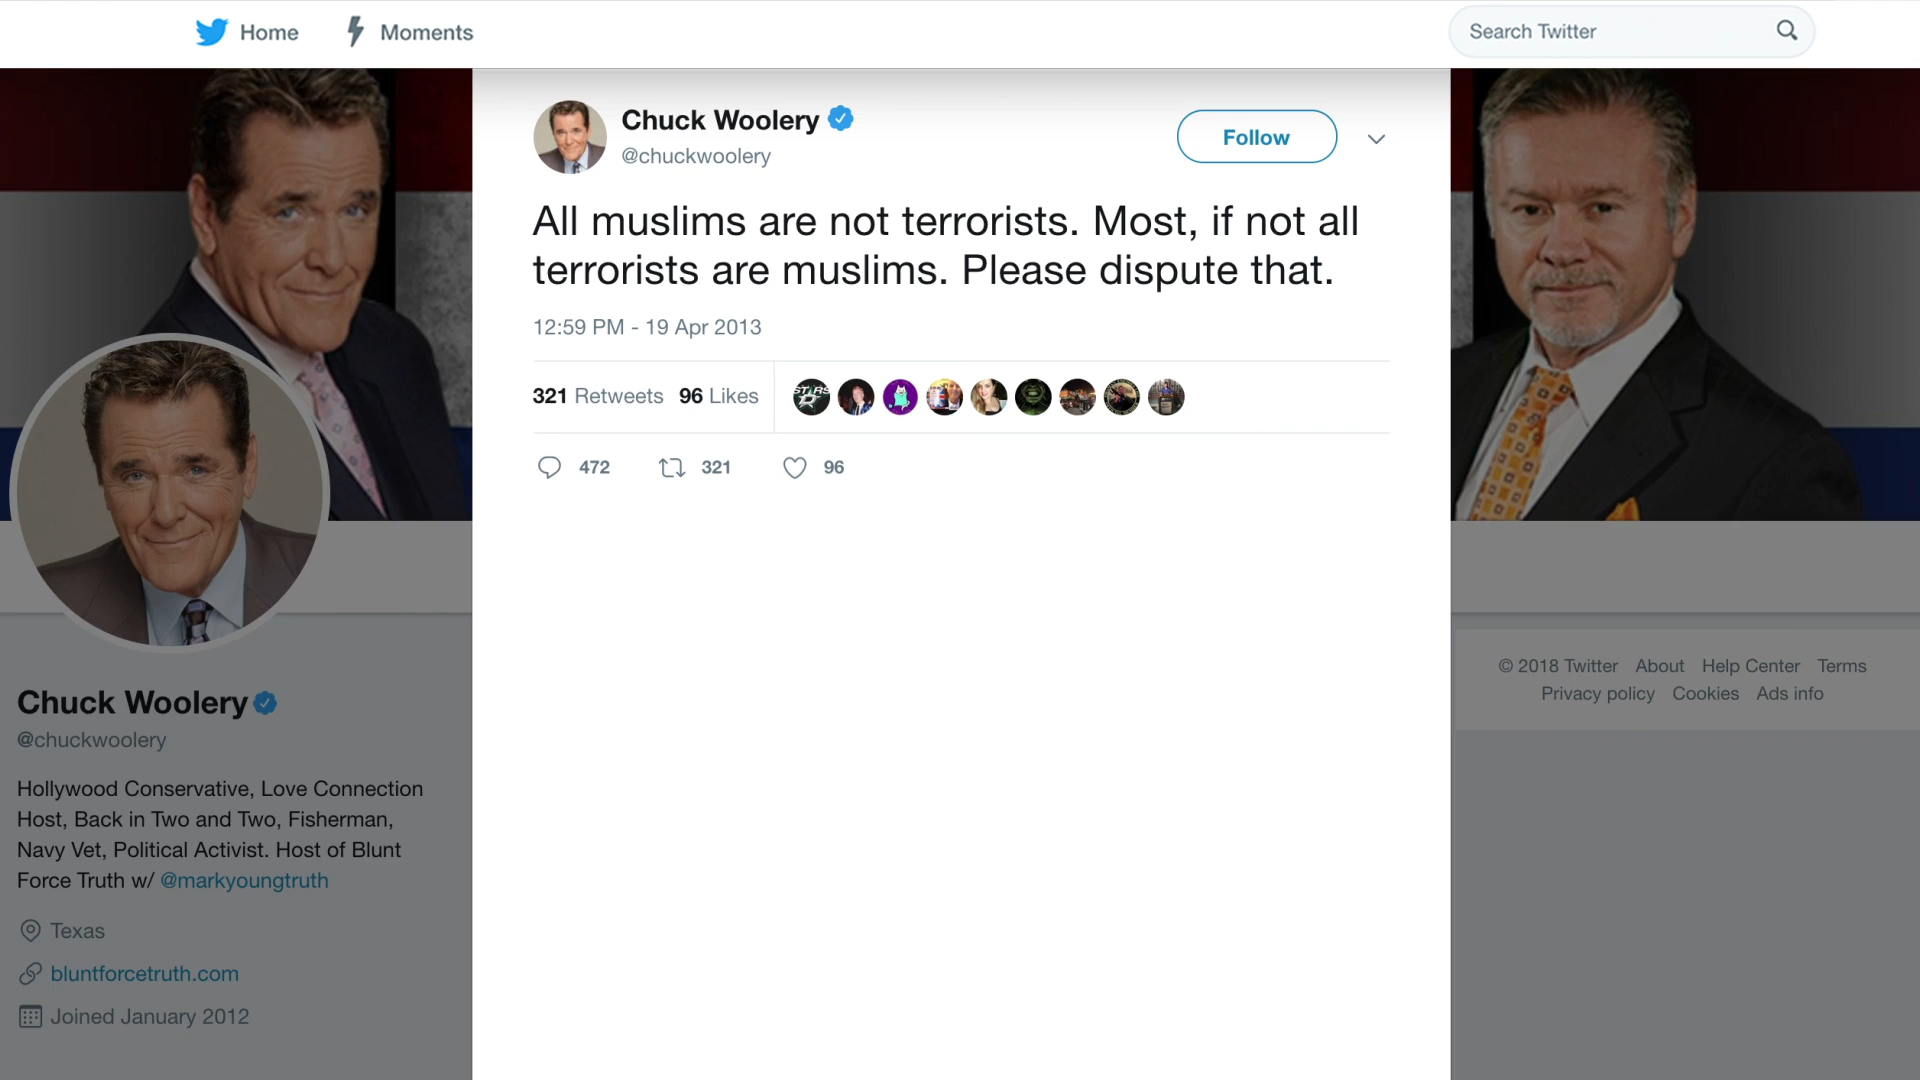 Home
Moments
Search Twitter
Chuck Woolery
@chuckwoolery
Follow
All muslims are not terrorists. Most, if not all
terrorists are muslims. Please dispute that.
12:59 PM - 19 Apr 2013
321 Retweets 96 Likes
472 321 96
Chuck Woolery
@chuckwoolery
Hollywood Conservative, Love Connection
Host, Back in Two and Two, Fisherman,
Navy Vet, Political Activist. Host of Blunt
Force Truth w/ @markyoungtruth
Texas
bluntforcetruth.com
Joined January 2012
© 2018 Twitter About Help Center Terms
Privacy policy Cookies Ads info